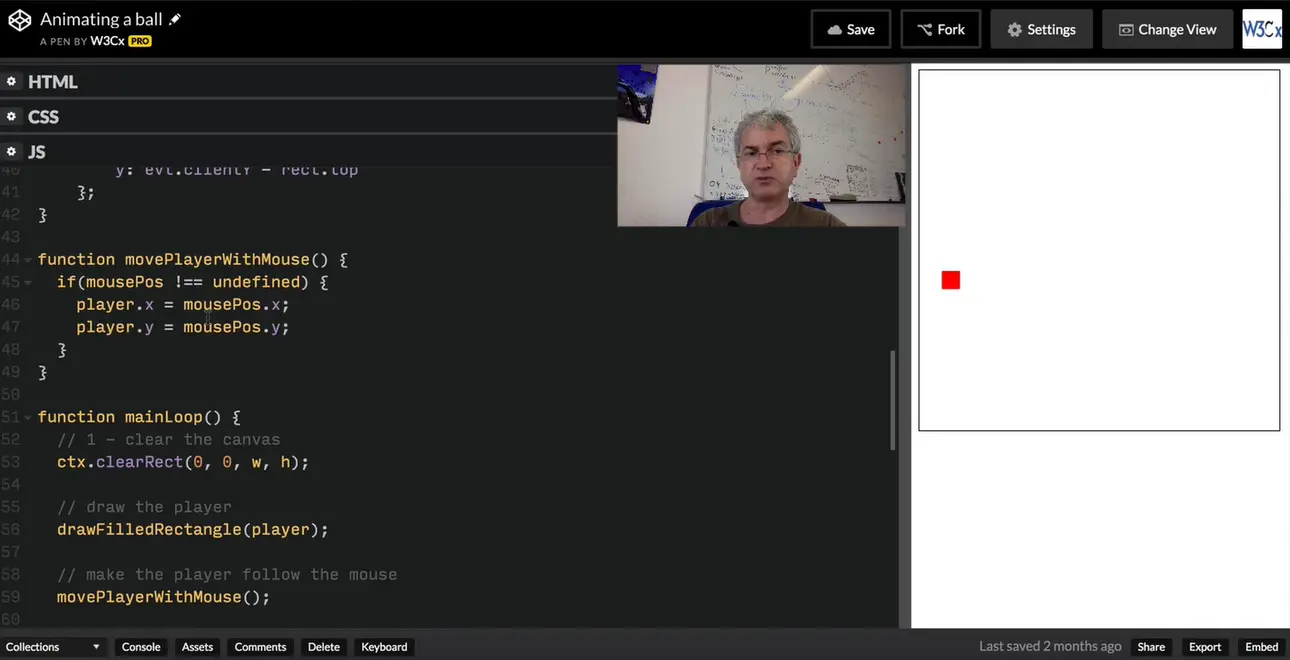 Animating a ball
A PEN BY W3Cx PRO
Save
Fork
Settings
Change View
W3Cx
HTML
CSS
JS
40 y: evt.clientY - rect.top
41 };
42 }
43
44 function movePlayerWithMouse() {
45 if(mousePos !== undefined) {
46 player.x = mousePos.x;
47 player.y = mousePos.y;
48 }
49 }
50
51 function mainLoop() {
52 // 1 - clear the canvas
53 ctx.clearRect(0, 0, w, h);
54
55 // draw the player
56 drawFilledRectangle(player);
57
58 // make the player follow the mouse
59 movePlayerWithMouse();
60
Collections
Console
Assets
Comments
Delete
Keyboard
Last saved 2 months ago
Share
Export
Embed